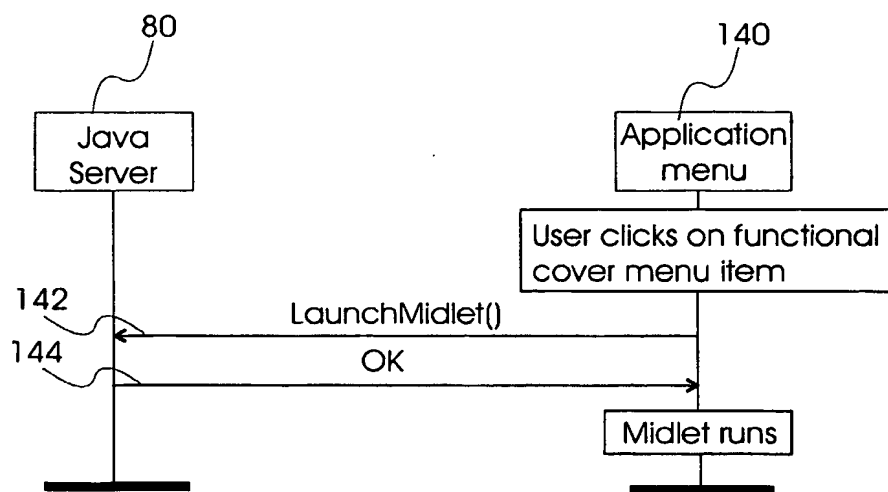 80
140
Java
Server
Application
menu
User clicks on functional
cover menu item
142
LaunchMidlet()
144
OK
Midlet runs